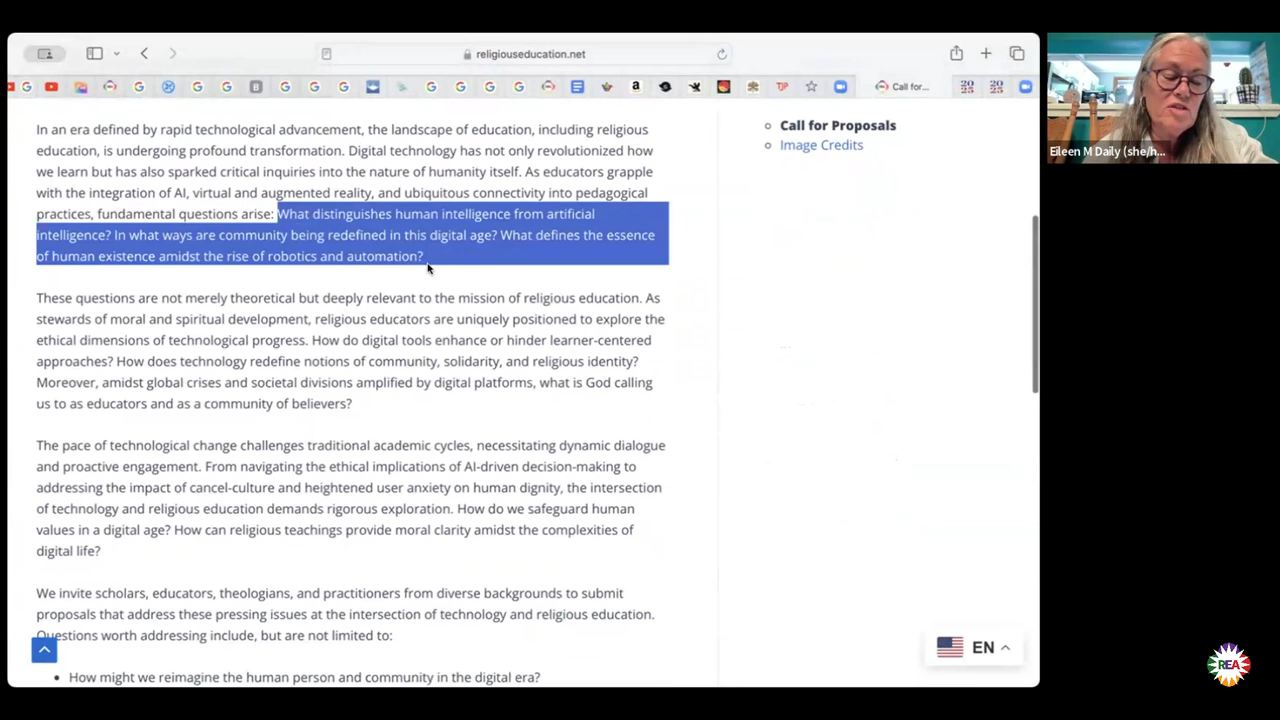 religiouseducation.net
Call for...
In an era defined by rapid technological advancement, the landscape of education, including religious
education, is undergoing profound transformation. Digital technology has not only revolutionized how
we learn but has also sparked critical inquiries into the nature of humanity itself. As educators grapple
with the integration of AI, virtual and augmented reality, and ubiquitous connectivity into pedagogical
practices, fundamental questions arise: What distinguishes human intelligence from artificial
intelligence? In what ways are community being redefined in this digital age? What defines the essence
of human existence amidst the rise of robotics and automation?
These questions are not merely theoretical but deeply relevant to the mission of religious education. As
stewards of moral and spiritual development, religious educators are uniquely positioned to explore the
ethical dimensions of technological progress. How do digital tools enhance or hinder learner-centered
approaches? How does technology redefine notions of community, solidarity, and religious identity?
Moreover, amidst global crises and societal divisions amplified by digital platforms, what is God calling
us to as educators and as a community of believers?
The pace of technological change challenges traditional academic cycles, necessitating dynamic dialogue
and proactive engagement. From navigating the ethical implications of AI-driven decision-making to
addressing the impact of cancel-culture and heightened user anxiety on human dignity, the intersection
of technology and religious education demands rigorous exploration. How do we safeguard human
values in a digital age? How can religious teachings provide moral clarity amidst the complexities of
digital life?
We invite scholars, educators, theologians, and practitioners from diverse backgrounds to submit
proposals that address these pressing issues at the intersection of technology and religious education.
Questions worth addressing include, but are not limited to:
• How might we reimagine the human person and community in the digital era?
Call for Proposals
Image Credits
EN
Eileen M Daily (she/h...
REA